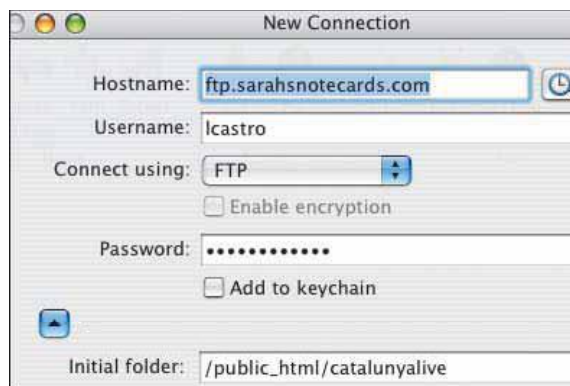 New Connection
Hostname: ftp.sarahsnotecards.com
Username: lcastro
Connect using: FTP
Enable encryption
Password: ••••••••••••
Add to keychain
Initial folder: /public_html/catalunyalive